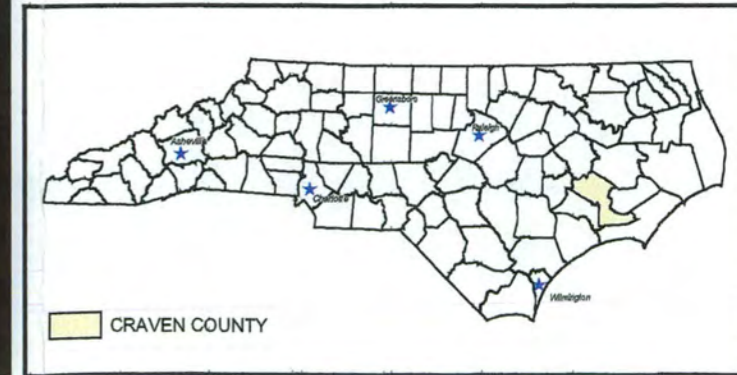 Greensboro
Raleigh
Asheville
Charlotte
Wilmington
CRAVEN COUNTY